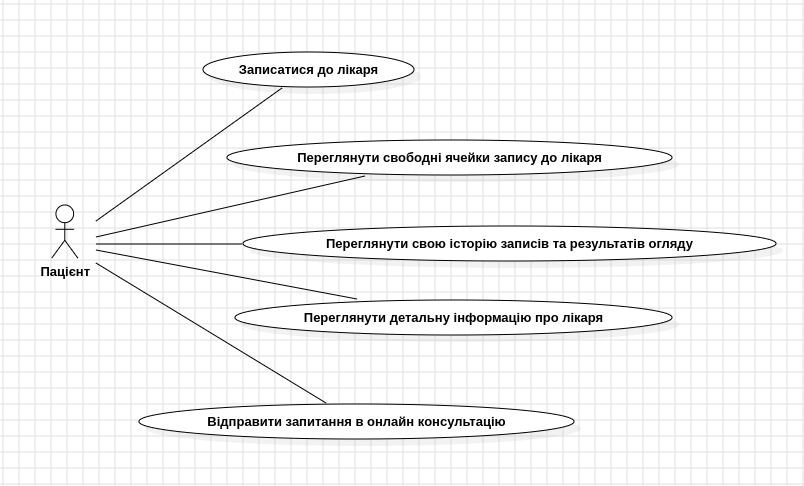 Записатися до лікаря
Переглянути свободні ячейки запису до лікаря
Переглянути свою історію записів та результатів огляду
Пацієнт
Переглянути детальну інформацію про лікаря
Відправити запитання в онлайн консультацію